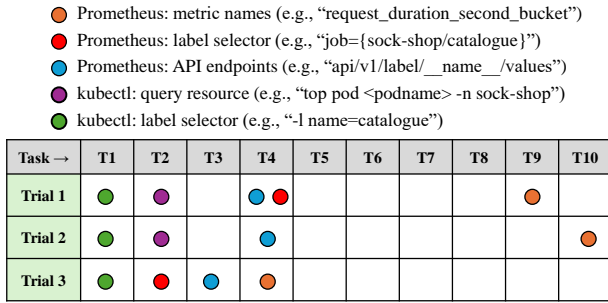 Prometheus: metric names (e.g., “request_duration_second_bucket”)
Prometheus: label selector (e.g., “job={sock-shop/catalogue}”)
Prometheus: API endpoints (e.g., “api/v1/label/__name__/values”)
kubectl: query resource (e.g., “top pod <podname> -n sock-shop”)
kubectl: label selector (e.g., “-l name=catalogue”)
Task → T1 T2 T3 T4 T5 T6 T7 T8 T9 T10
Trial 1
Trial 2
Trial 3